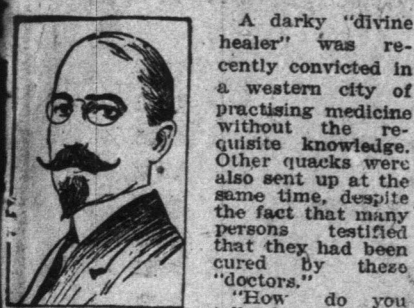 A darky "divine
healer" was re-
cently convicted in
a western city of
practising medicine
without the re-
quisite knowledge.
Other quacks were
also sent up at the
same time, despite
the fact that many
persons testified
that they had been
cured by these
"doctors."
"How do you